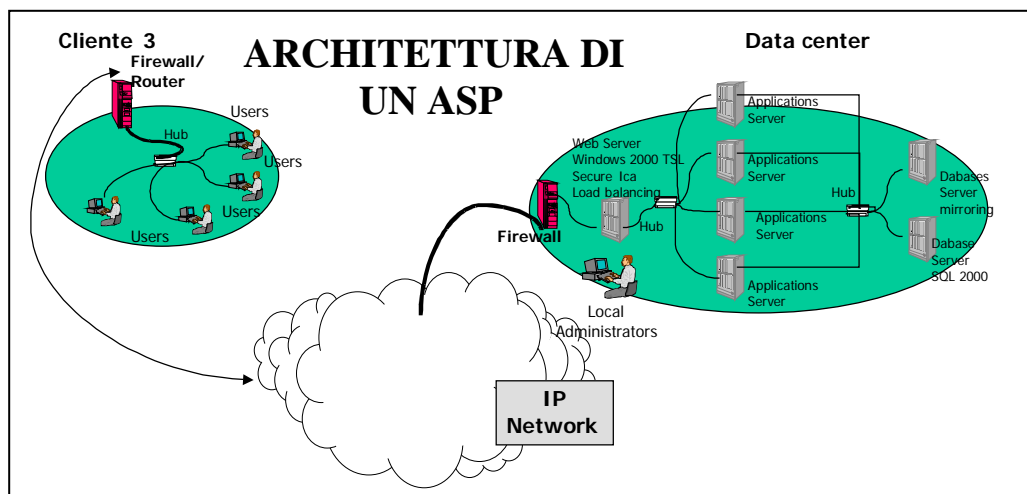 Cliente 3
Firewall/
Router
ARCHITETTURA DI
UN ASP
Data center
Users
Hub
Users
Users
Users
Web Server
Windows 2000 TSL
Secure Ica
Load balancing
Firewall
Hub
Local
Administrators
Applications
Server
Applications
Server
Applications
Server
Applications
Server
Hub
Dabases
Server
mirroring
Dabase
Server
SQL 2000
IP
Network